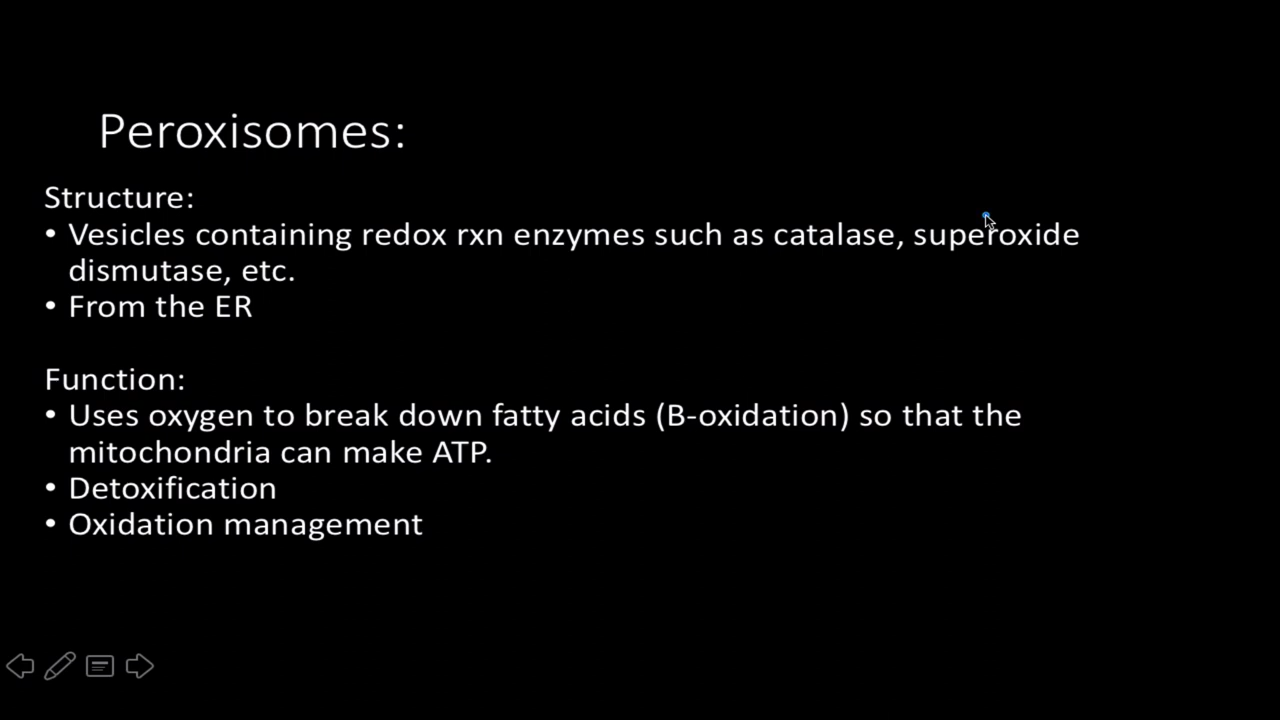 Peroxisomes:
Structure:
• Vesicles containing redox rxn enzymes such as catalase, superoxide
dismutase, etc.
• From the ER
Function:
• Uses oxygen to break down fatty acids (B-oxidation) so that the
mitochondria can make ATP.
• Detoxification
• Oxidation management